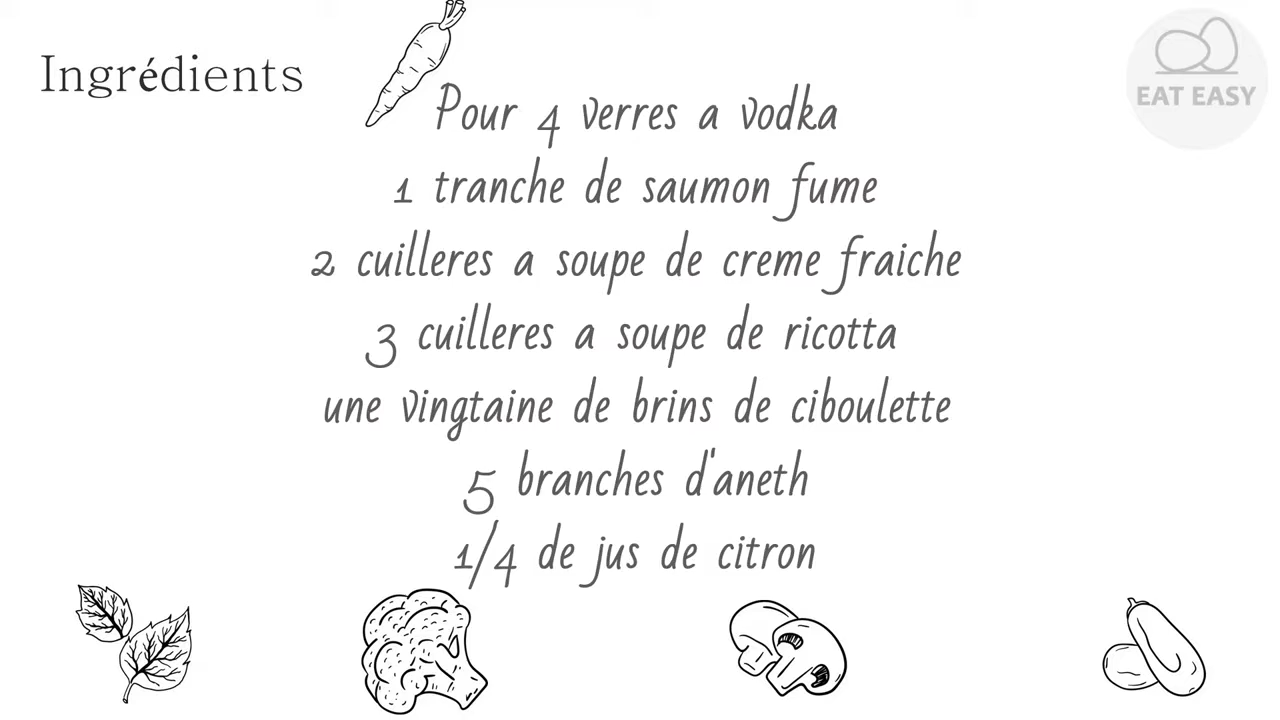 Ingrédients
EAT EASY
Pour 4 verres a vodka
1 tranche de saumon fume
2 cuilleres a soupe de creme fraiche
3 cuilleres a soupe de ricotta
une vingtaine de brins de ciboulette
5 branches d'aneth
1/4 de jus de citron